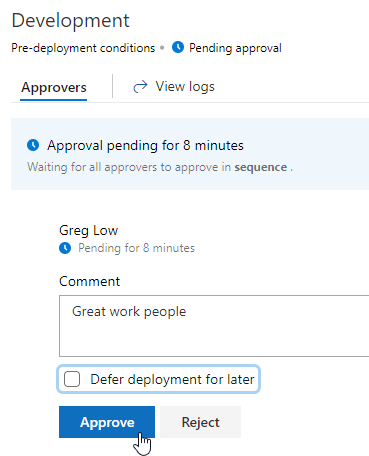 Development
Pre-deployment conditions • Pending approval
Approvers View logs
Approval pending for 8 minutes
Waiting for all approvers to approve in sequence .
Greg Low
Pending for 8 minutes
Comment
Great work people
Defer deployment for later
Approve Reject